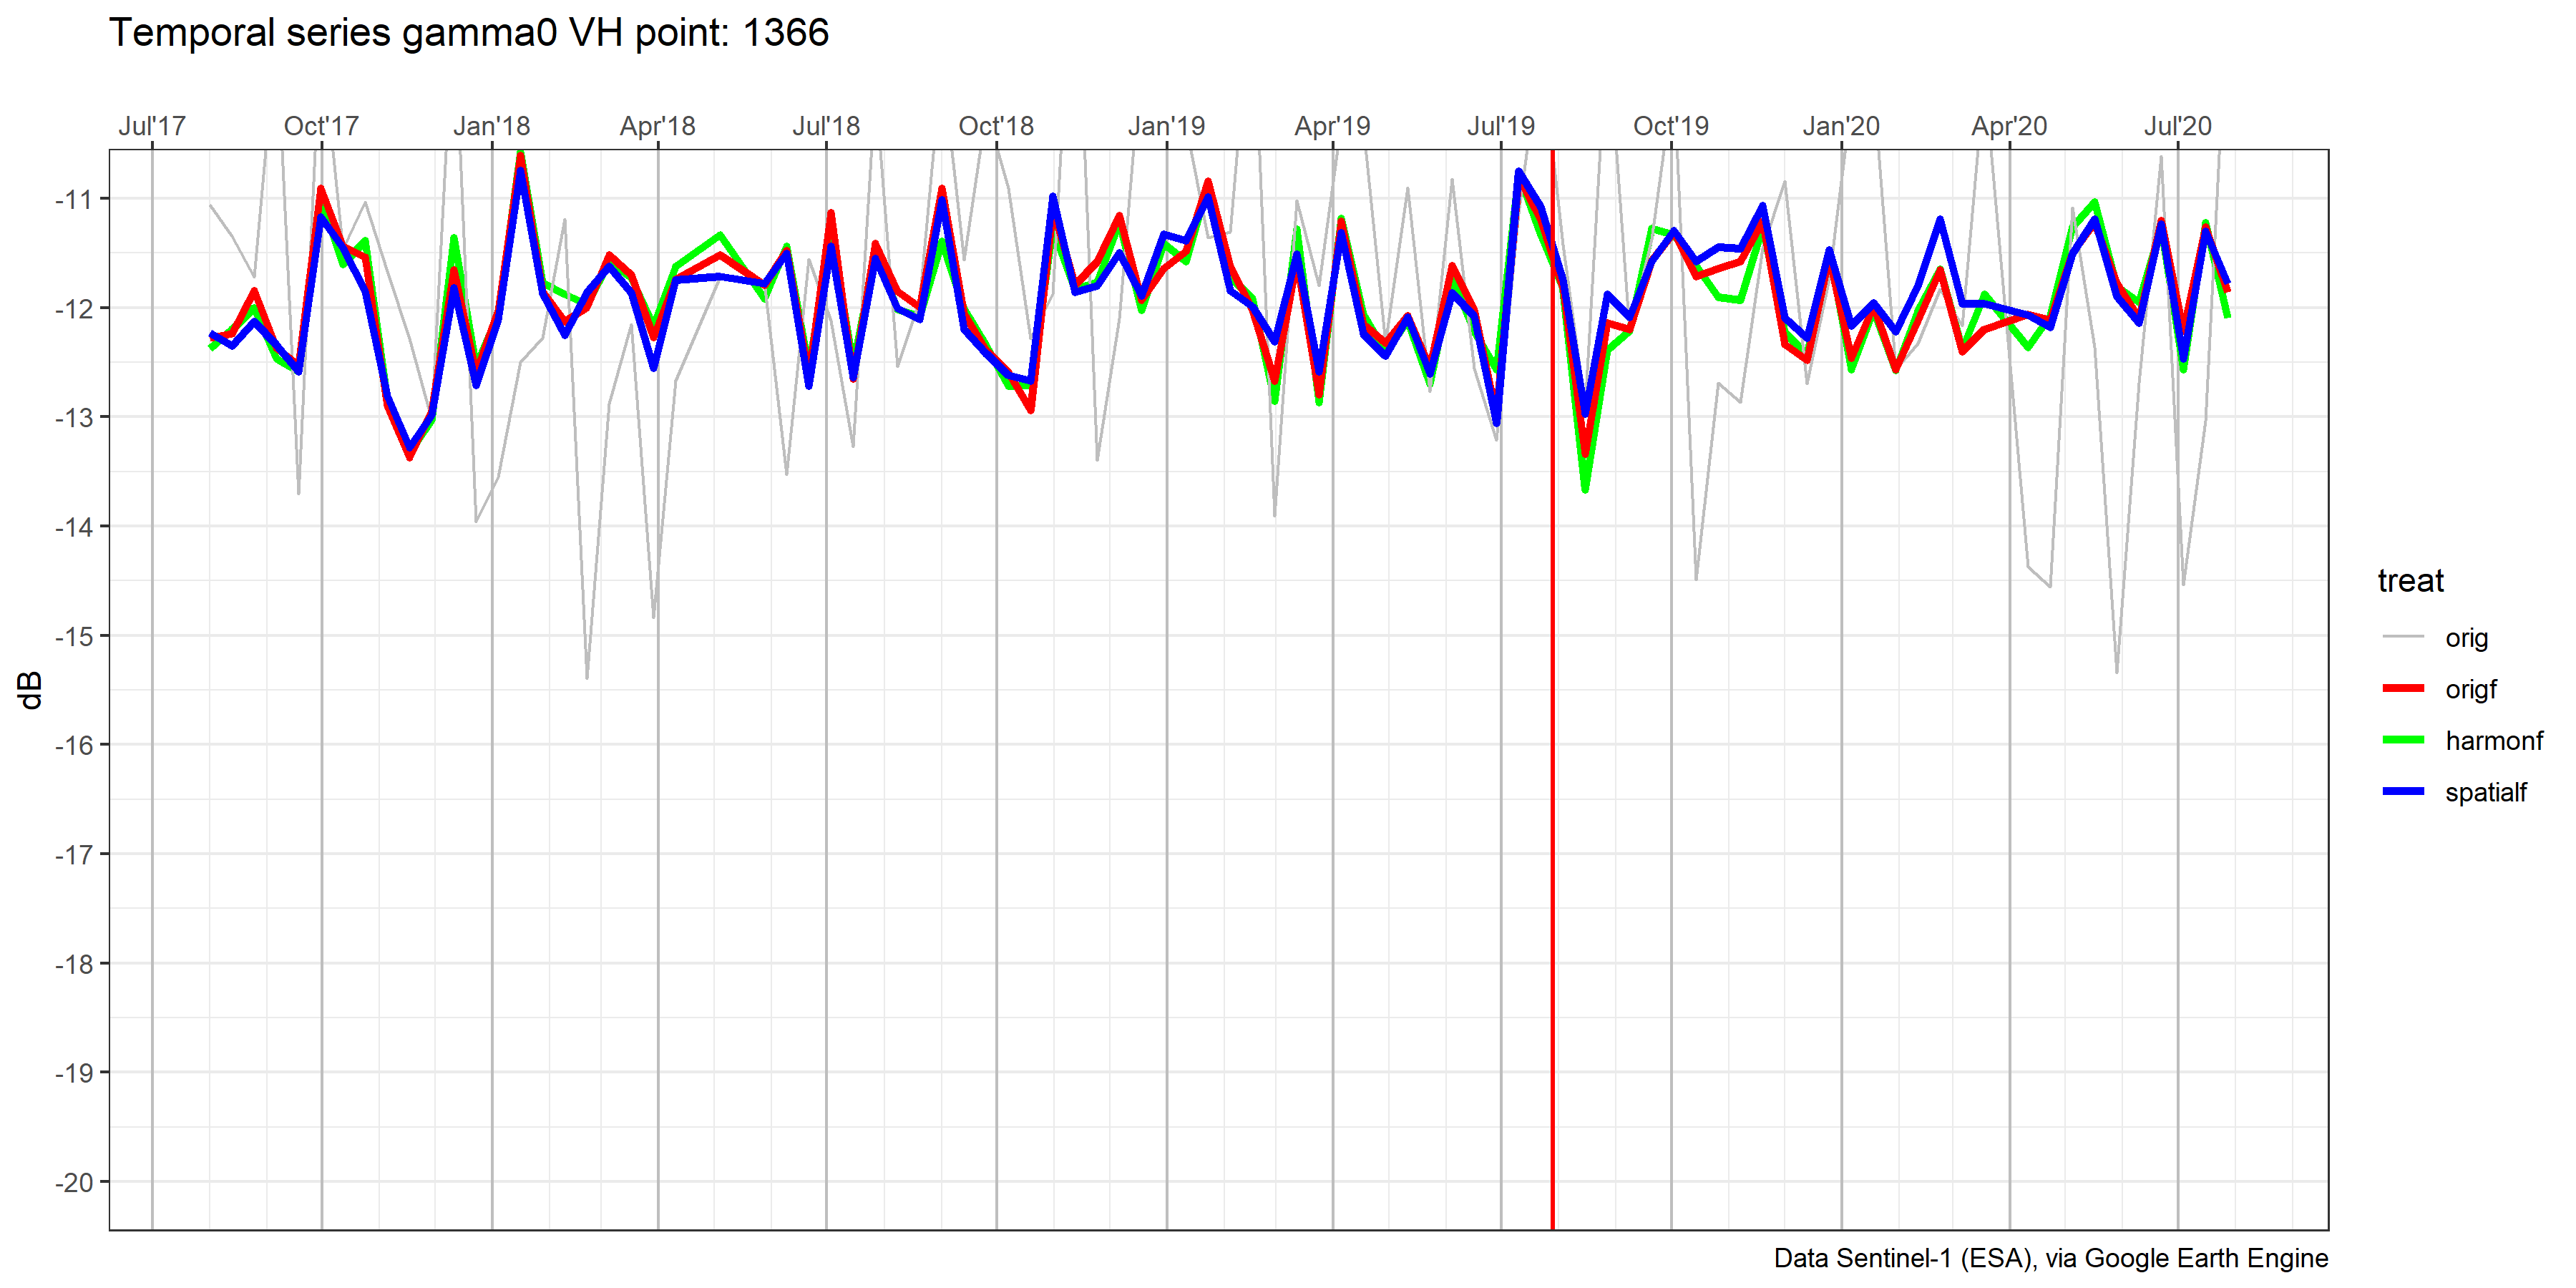 Temporal series gamma0 VH point: 1366
Jul'17 Oct'17 Jan'18 Apr'18 Jul'18 Oct'18 Jan'19 Apr'19 Jul'19 Oct'19 Jan'20 Apr'20 Jul'20
-11
-12
-13
-14
-15
-16
-17
-18
-19
-20
dB
treat
orig
origf
harmonf
spatialf
Data Sentinel-1 (ESA), via Google Earth Engine